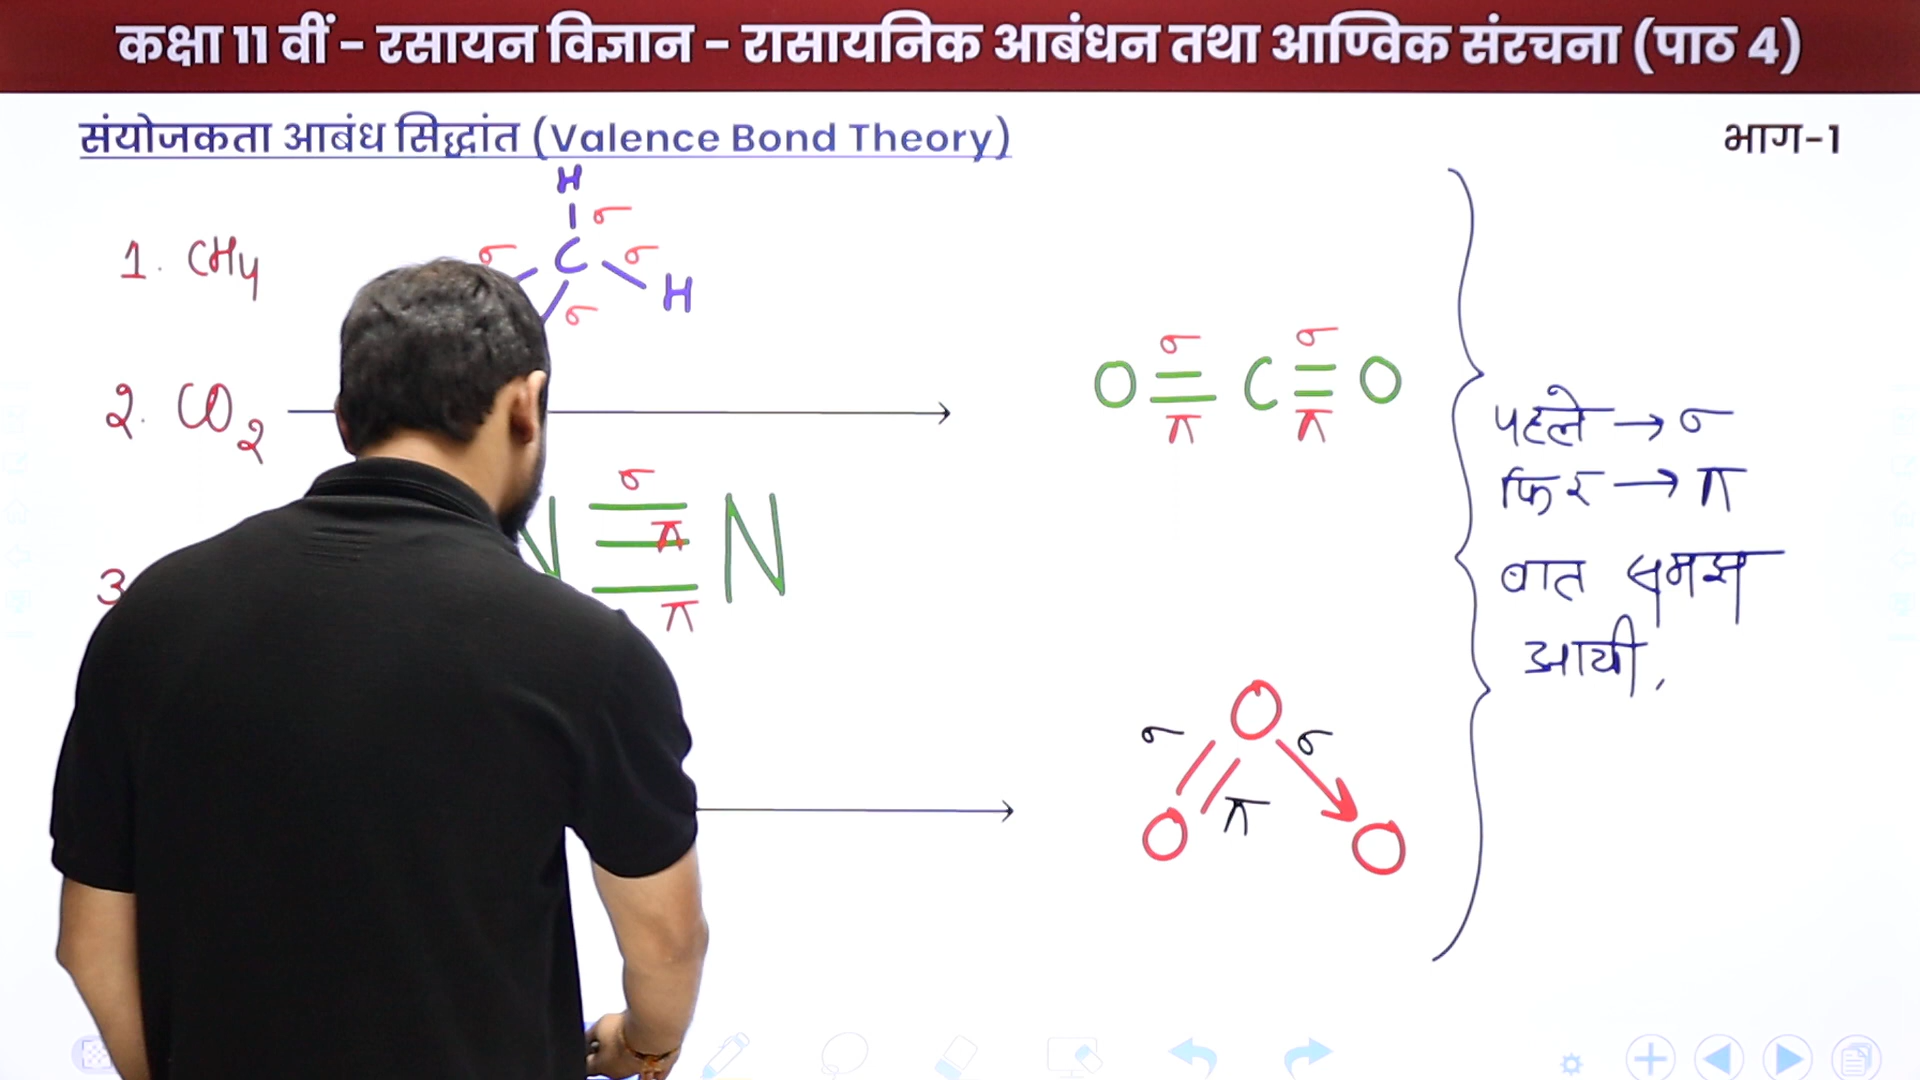 कक्षा 11 वीं - रसायन विज्ञान - रासायनिक आबंधन तथा आण्विक संरचना (पाठ 4)
संयोजकता आबंध सिद्धांत (Valence Bond Theory)
भाग-1
H
σ
1. CH4
σ C σ
H
σ
σ σ
2. CO2
O = C = O
π π
पहले → σ
फिर → π
बात समझ
आयी,
σ
N ≡ N
π
π
3
O
σ σ
π
O O